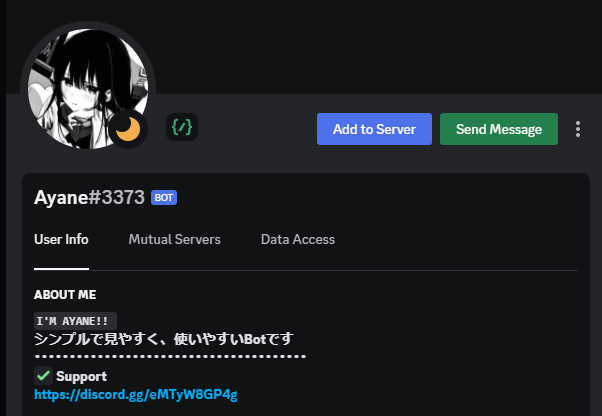 {/}
Add to Server
Send Message
Ayane#3373 BOT
User Info
Mutual Servers
Data Access
ABOUT ME
I'M AYANE!!
シンプルで見やすく、使いやすいBotです
••••••••••••••••••••••••••••••••••••••
✔ Support
https://discord.gg/eMTyW8GP4g